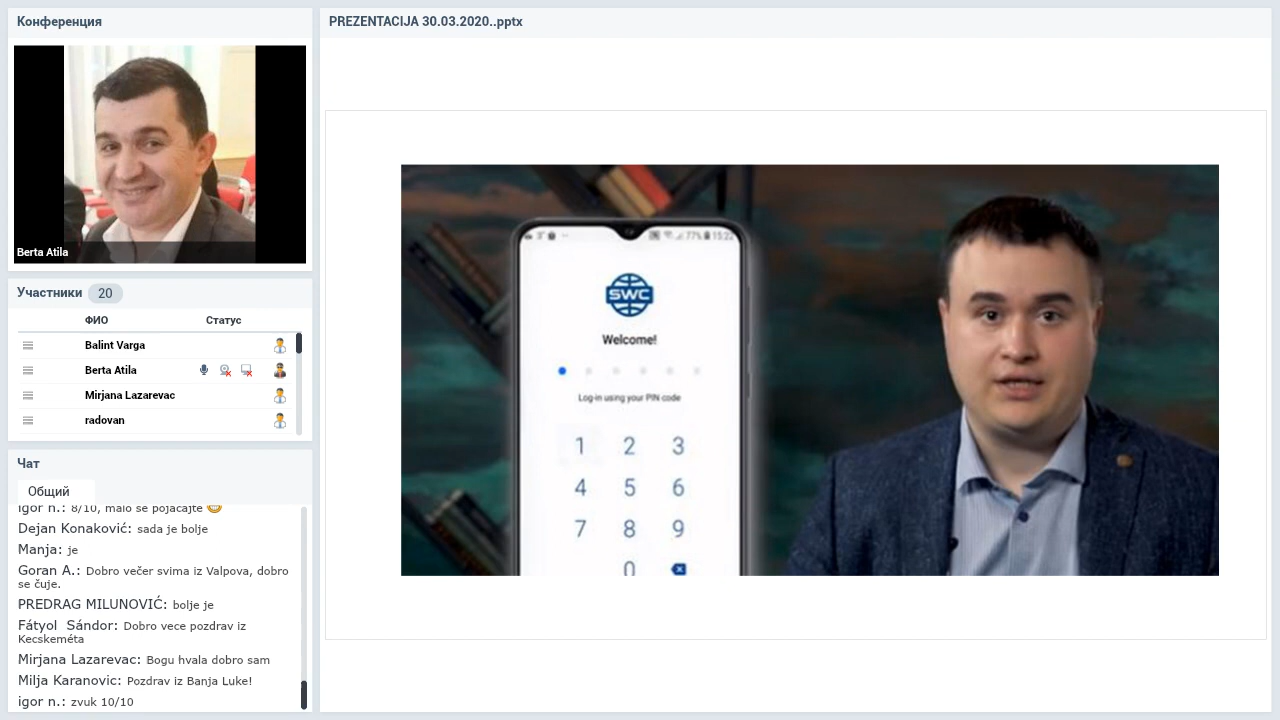 Конференция
Berta Atila
Участники 20
ФИО Статус
Balint Varga
Berta Atila
Mirjana Lazarevac
radovan
Чат
Общий
igor n.: 8/10, malo se pojacajte
Dejan Konaković: sada je bolje
Manja: je
Goran A.: Dobro večer svima iz Valpova, dobro
se čuje.
PREDRAG MILUNOVIĆ: bolje je
Fátyol Sándor: Dobro vece pozdrav iz
Kecskeméta
Mirjana Lazarevac: Bogu hvala dobro sam
Milja Karanovic: Pozdrav iz Banja Luke!
igor n.: zvuk 10/10
PREZENTACIJA 30.03.2020..pptx
77% 15:22
SWC
Welcome!
Log-in using your PIN code
1 2 3
4 5 6
7 8 9
0